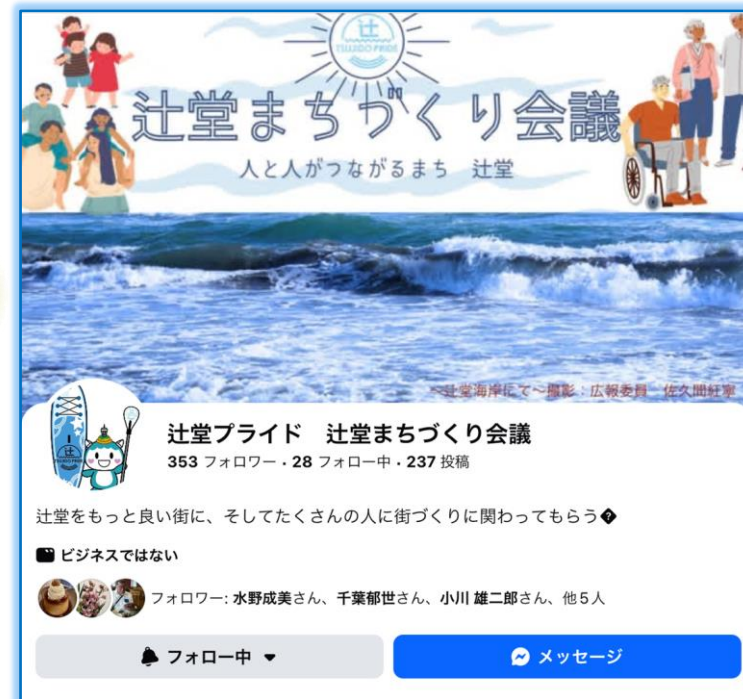 辻
TSUJIDO PRIDE
辻堂まちづくり会議
人と人がつながるまち 辻堂
~辻堂海岸にて~撮影:広報委員 佐久間紅寧
辻
TSUJIDO PRIDE
辻堂プライド 辻堂まちづくり会議
353 フォロワー・28 フォロー中・237 投稿
辻堂をもっと良い街に、そしてたくさんの人に街づくりに関わってもらう�
ビジネスではない
フォロワー: 水野成美さん、千葉郁世さん、小川 雄二郎さん、他5人
フォロー中
メッセージ